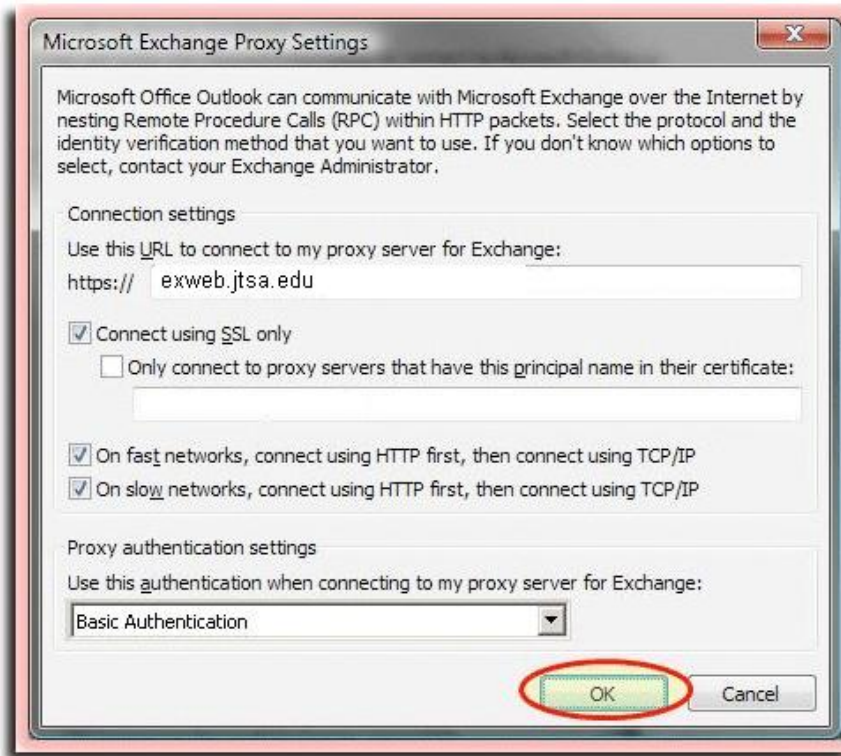 Microsoft Exchange Proxy Settings
Microsoft Office Outlook can communicate with Microsoft Exchange over the Internet by
nesting Remote Procedure Calls (RPC) within HTTP packets. Select the protocol and the
identity verification method that you want to use. If you don't know which options to
select, contact your Exchange Administrator.
Connection settings
Use this URL to connect to my proxy server for Exchange:
https:// exweb.jtsa.edu
Connect using SSL only
Only connect to proxy servers that have this principal name in their certificate:
On fast networks, connect using HTTP first, then connect using TCP/IP
On slow networks, connect using HTTP first, then connect using TCP/IP
Proxy authentication settings
Use this authentication when connecting to my proxy server for Exchange:
Basic Authentication
OK Cancel